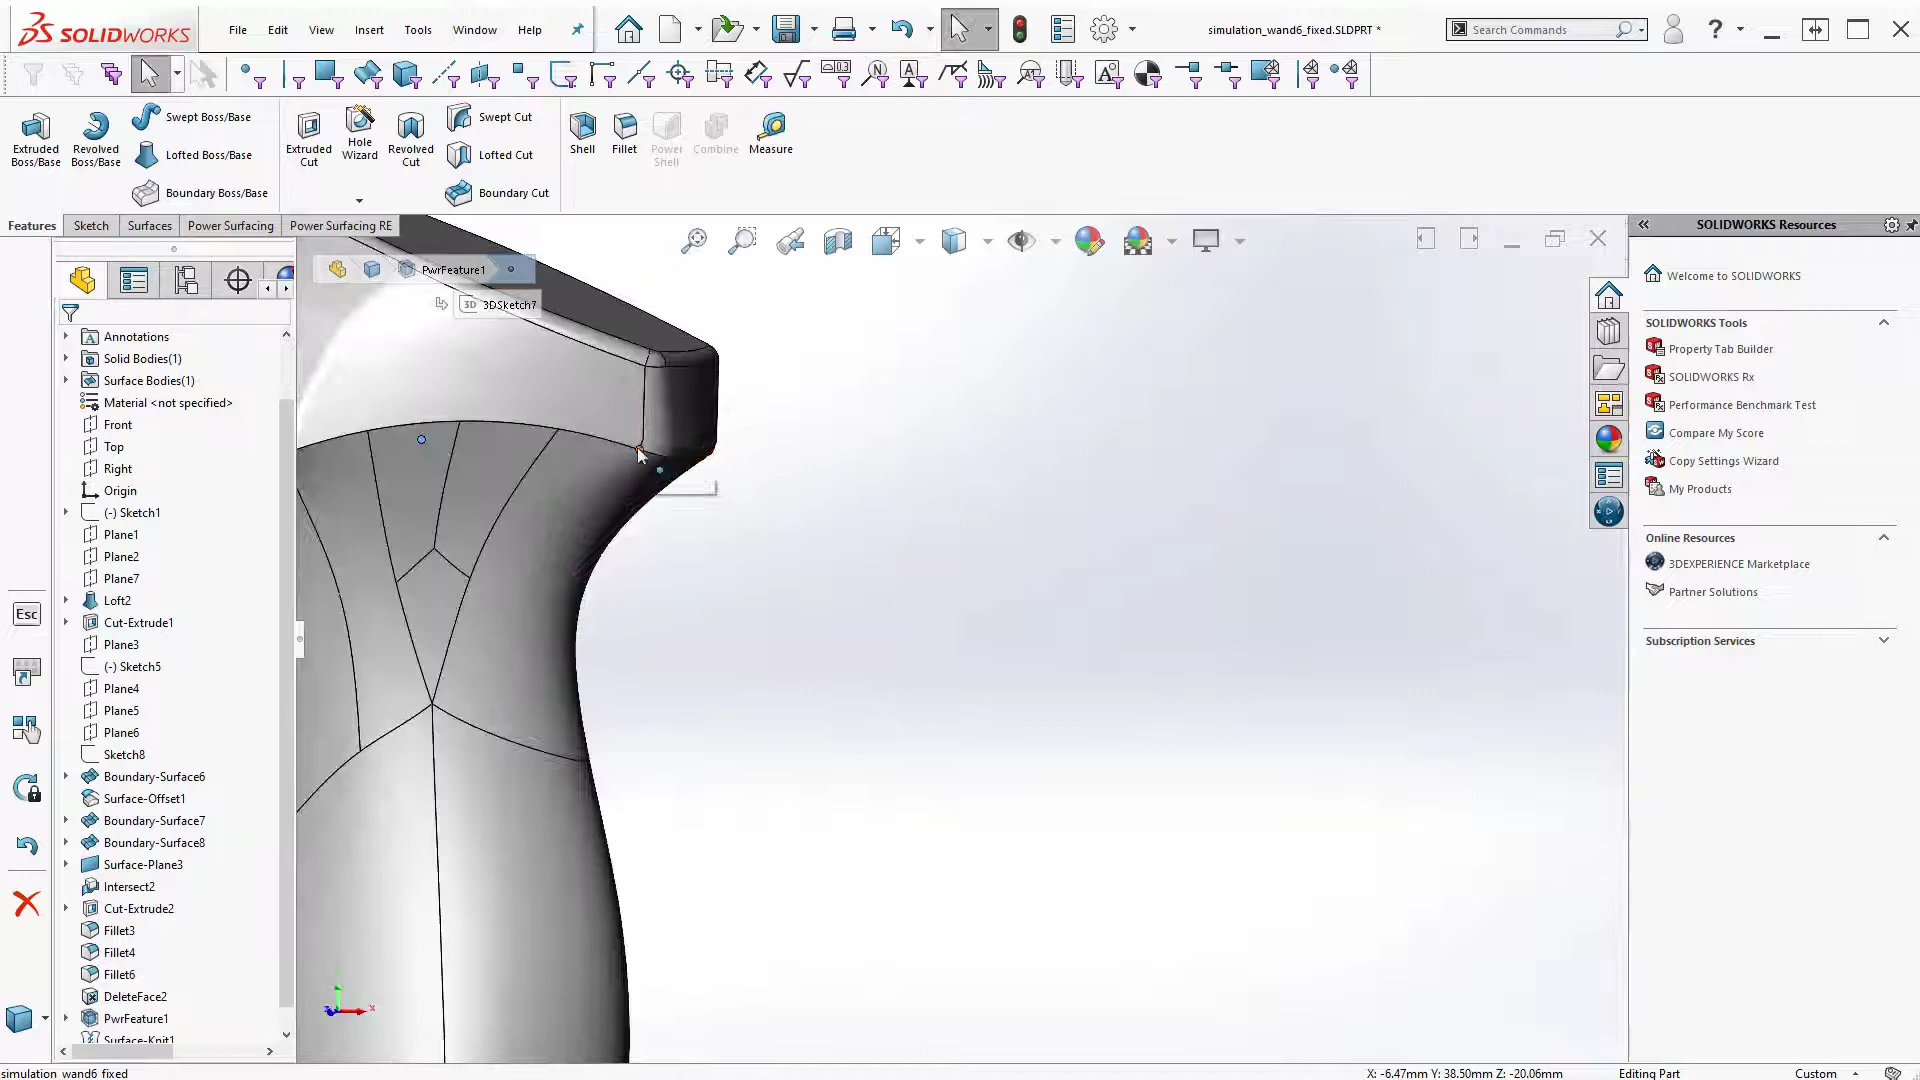 SOLIDWORKS
File Edit View Insert Tools Window Help
simulation_wand6_fixed.SLDPRT *
Search Commands
Extruded Boss/Base
Revolved Boss/Base
Swept Boss/Base
Lofted Boss/Base
Boundary Boss/Base
Extruded Cut
Hole Wizard
Revolved Cut
Swept Cut
Lofted Cut
Boundary Cut
Shell
Fillet
Power Shell
Combine
Measure
Features Sketch Surfaces Power Surfacing Power Surfacing RE
PwrFeature1
3D 3DSketch7
Annotations
Solid Bodies(1)
Surface Bodies(1)
Material <not specified>
Front
Top
Right
Origin
(-) Sketch1
Plane1
Plane2
Plane7
Loft2
Cut-Extrude1
Plane3
(-) Sketch5
Plane4
Plane5
Plane6
Sketch8
Boundary-Surface6
Surface-Offset1
Boundary-Surface7
Boundary-Surface8
Surface-Plane3
Intersect2
Cut-Extrude2
Fillet3
Fillet4
Fillet6
DeleteFace2
PwrFeature1
Surface-Knit1
Esc
SOLIDWORKS Resources
Welcome to SOLIDWORKS
SOLIDWORKS Tools
Property Tab Builder
SOLIDWORKS Rx
Performance Benchmark Test
Compare My Score
Copy Settings Wizard
My Products
Online Resources
3DEXPERIENCE Marketplace
Partner Solutions
Subscription Services
simulation_wand6_fixed
X: -6.47mm Y: 38.50mm Z: -20.06mm
Editing Part
Custom